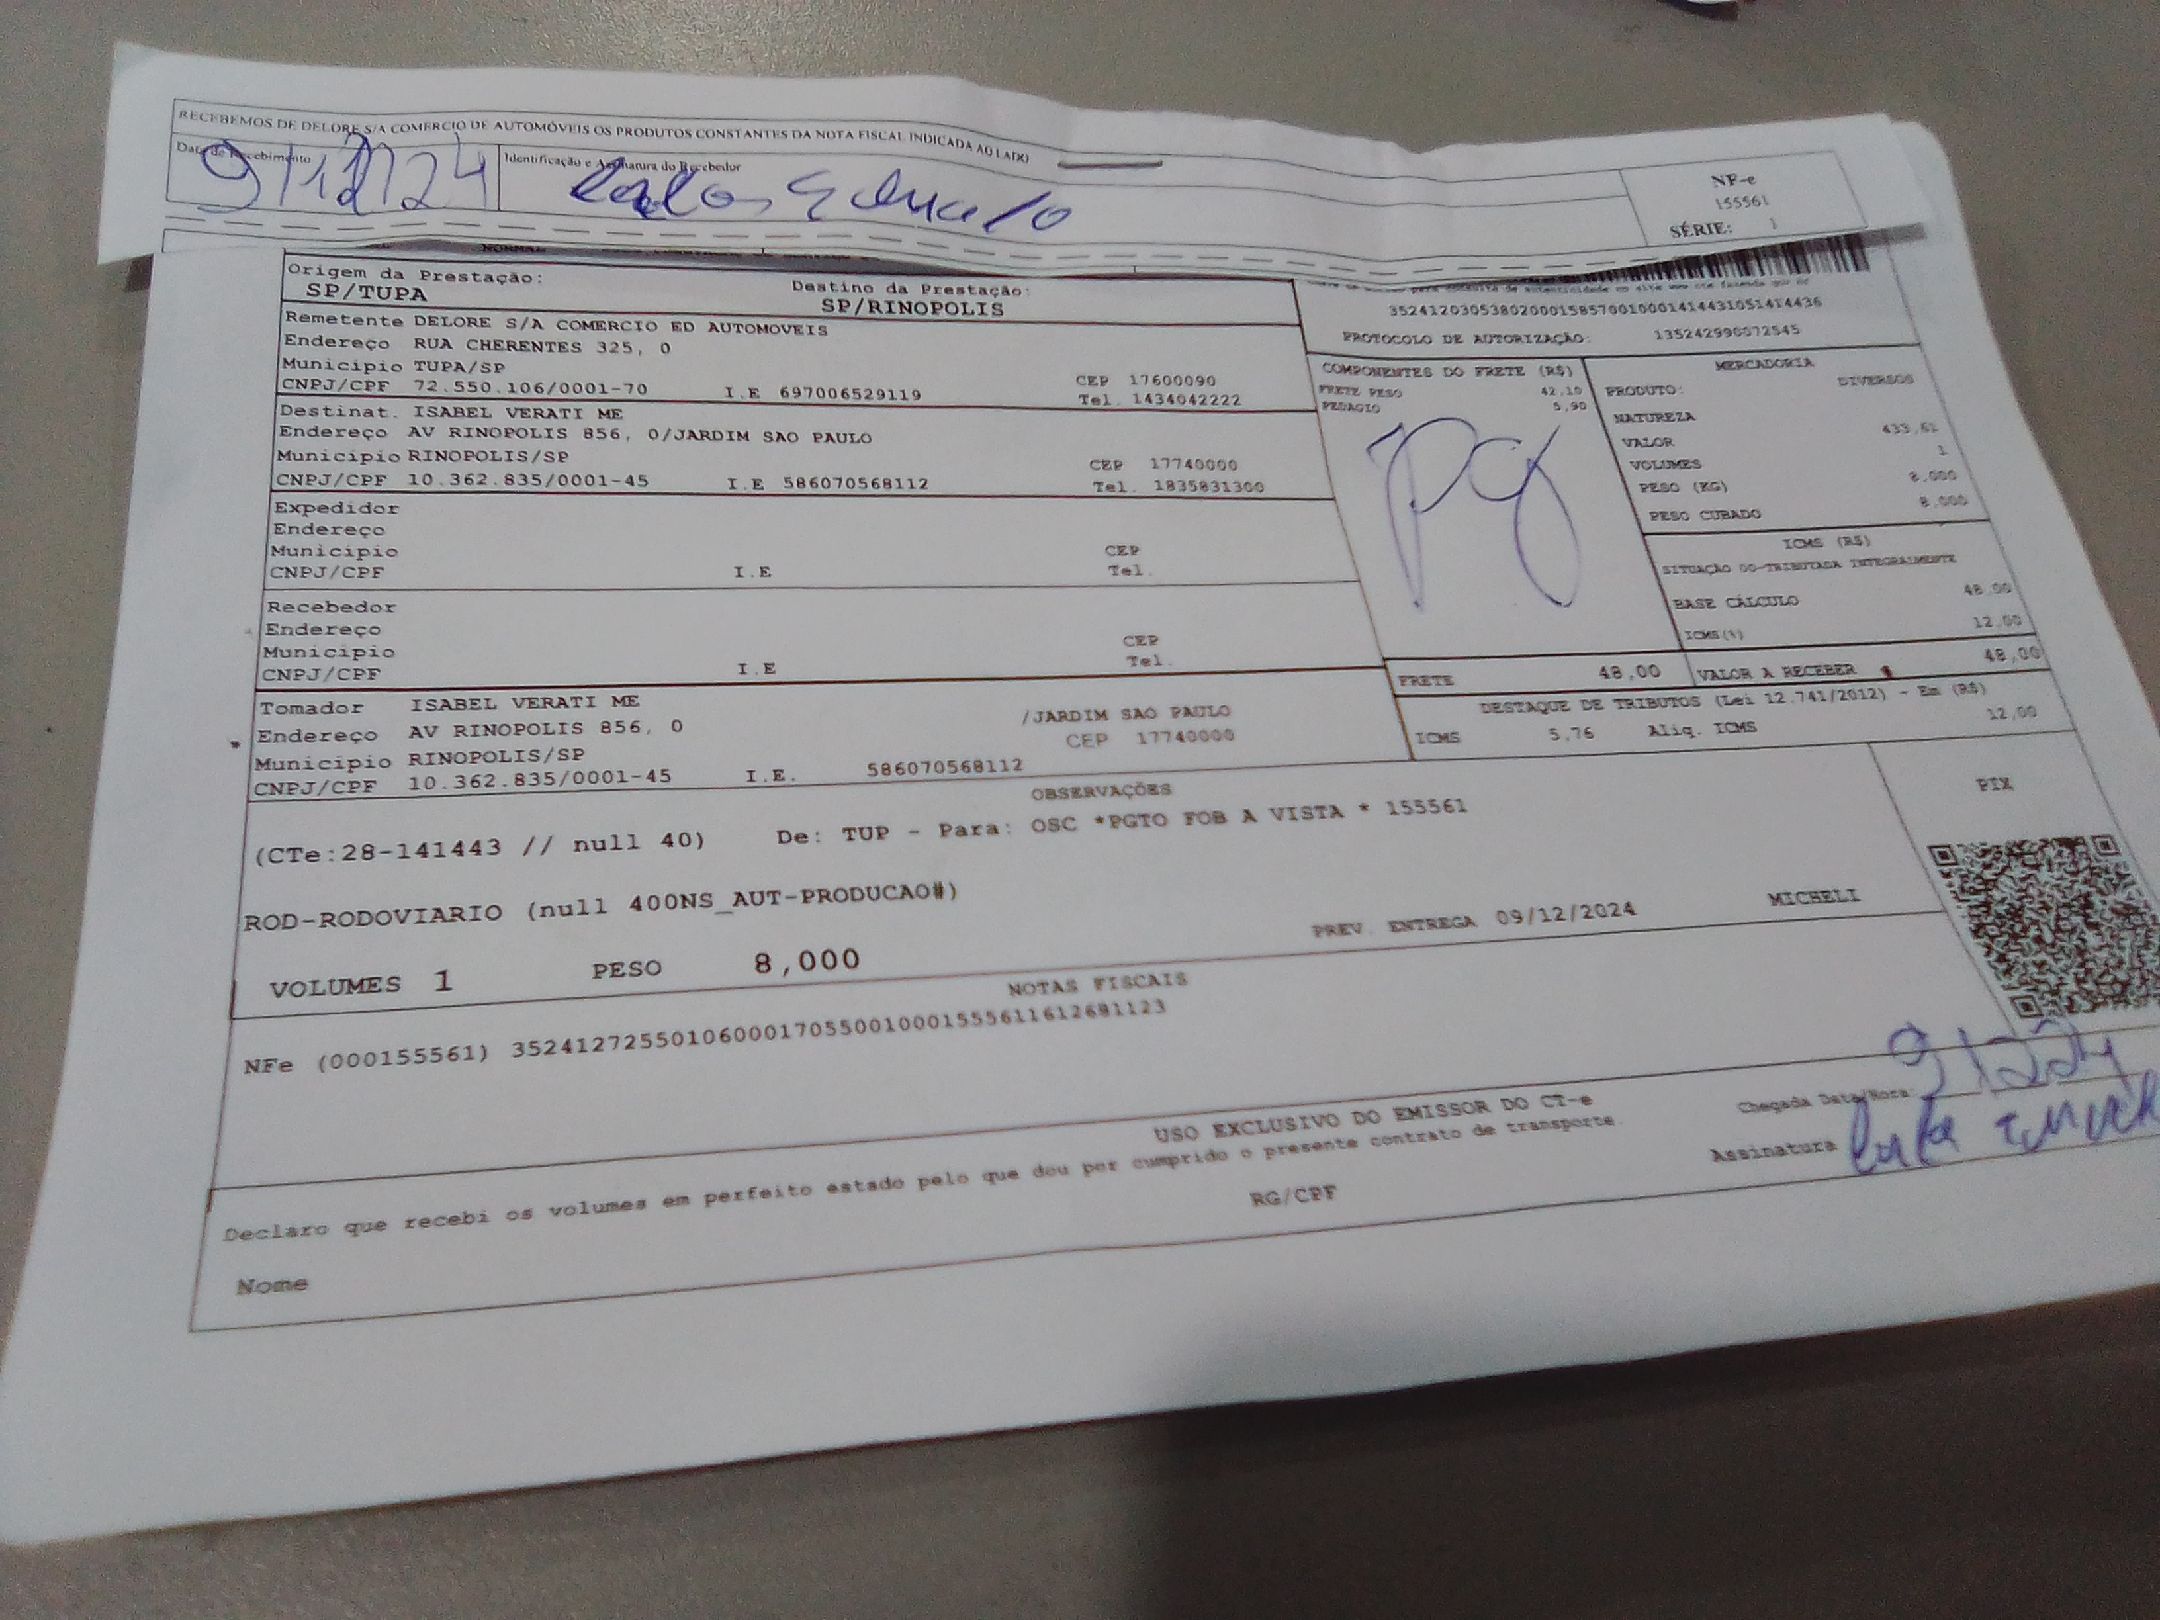 RECEBEMOS DE DELORE S/A COMERCIO DE AUTOMÓVEIS OS PRODUTOS CONSTANTES DA NOTA FISCAL INDICADA AO LADO
Data de Recebimento
9/12/24
Identificação e Assinatura do Recebedor
NF-e
155561
SÉRIE: 1
NORMAL
Origem da Prestação:
SP/TUPA
Destino da Prestação:
SP/RINOPOLIS
Remetente DELORE S/A COMERCIO ED AUTOMOVEIS
Endereço RUA CHERENTES 325, 0
Municipio TUPA/SP
CEP 17600090
CNPJ/CPF 72.550.106/0001-70 I.E 697006529119 Tel. 1434042222
Destinat. ISABEL VERATI ME
Endereço AV RINOPOLIS 856, 0/JARDIM SAO PAULO
Municipio RINOPOLIS/SP CEP 17740000
CNPJ/CPF 10.362.835/0001-45 I.E 586070568112 Tel. 1835831300
Expedidor
Endereço
Municipio CEP
CNPJ/CPF I.E Tel.
Recebedor
Endereço
Municipio CEP
CNPJ/CPF I.E Tel.
Tomador ISABEL VERATI ME
Endereço AV RINOPOLIS 856, 0 /JARDIM SAO PAULO
Municipio RINOPOLIS/SP CEP 17740000
CNPJ/CPF 10.362.835/0001-45 I.E. 586070568112
35241203053802000158570010001414431051414436
PROTOCOLO DE AUTORIZAÇÃO: 135242990072545
COMPONENTES DO FRETE (R$)
FRETE PESO 42,10
PEDAGIO 5,90
Pg
MERCADORIA
PRODUTO: DIVERSOS
NATUREZA
VALOR 433,61
VOLUMES 1
PESO (KG) 8.000
PESO CUBADO 8.000
ICMS (R$)
SITUAÇÃO 00-TRIBUTADA INTEGRALMENTE
BASE CÁLCULO 48,00
ICMS(%) 12,00
FRETE 48,00 VALOR A RECEBER 48,00
DESTAQUE DE TRIBUTOS (Lei 12.741/2012) - Em (R$)
ICMS 5,76 Aliq. ICMS 12,00
OBSERVAÇÕES
(CTe:28-141443 // null 40) De: TUP - Para: OSC *PGTO FOB A VISTA * 155561
ROD-RODOVIARIO (null 400NS_AUT-PRODUCAO#)
PREV. ENTREGA 09/12/2024 MICHELI
VOLUMES 1 PESO 8,000
PIX
NOTAS FISCAIS
NFe (000155561) 35241272550106000170550010001555611612681123
USO EXCLUSIVO DO EMISSOR DO CT-e
Declaro que recebi os volumes em perfeito estado pelo que dou por cumprido o presente contrato de transporte.
Chegada Data/Hora
Assinatura
Nome
RG/CPF